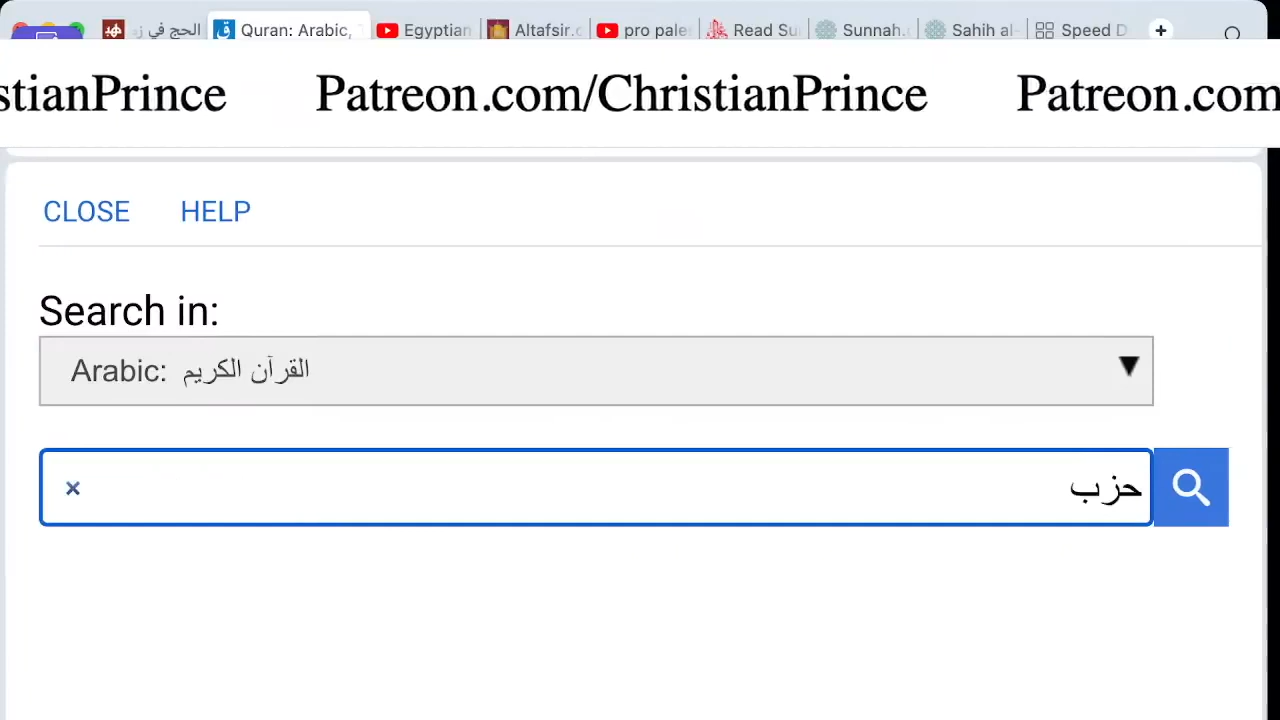 الحج في ز Quran: Arabic, Egyptian Altafsir.c pro pale Read Su Sunnah. Sahih al- Speed D +
stianPrince Patreon.com/ChristianPrince Patreon.com
CLOSE HELP
Search in:
Arabic: القرآن الكريم ▼
× حزب